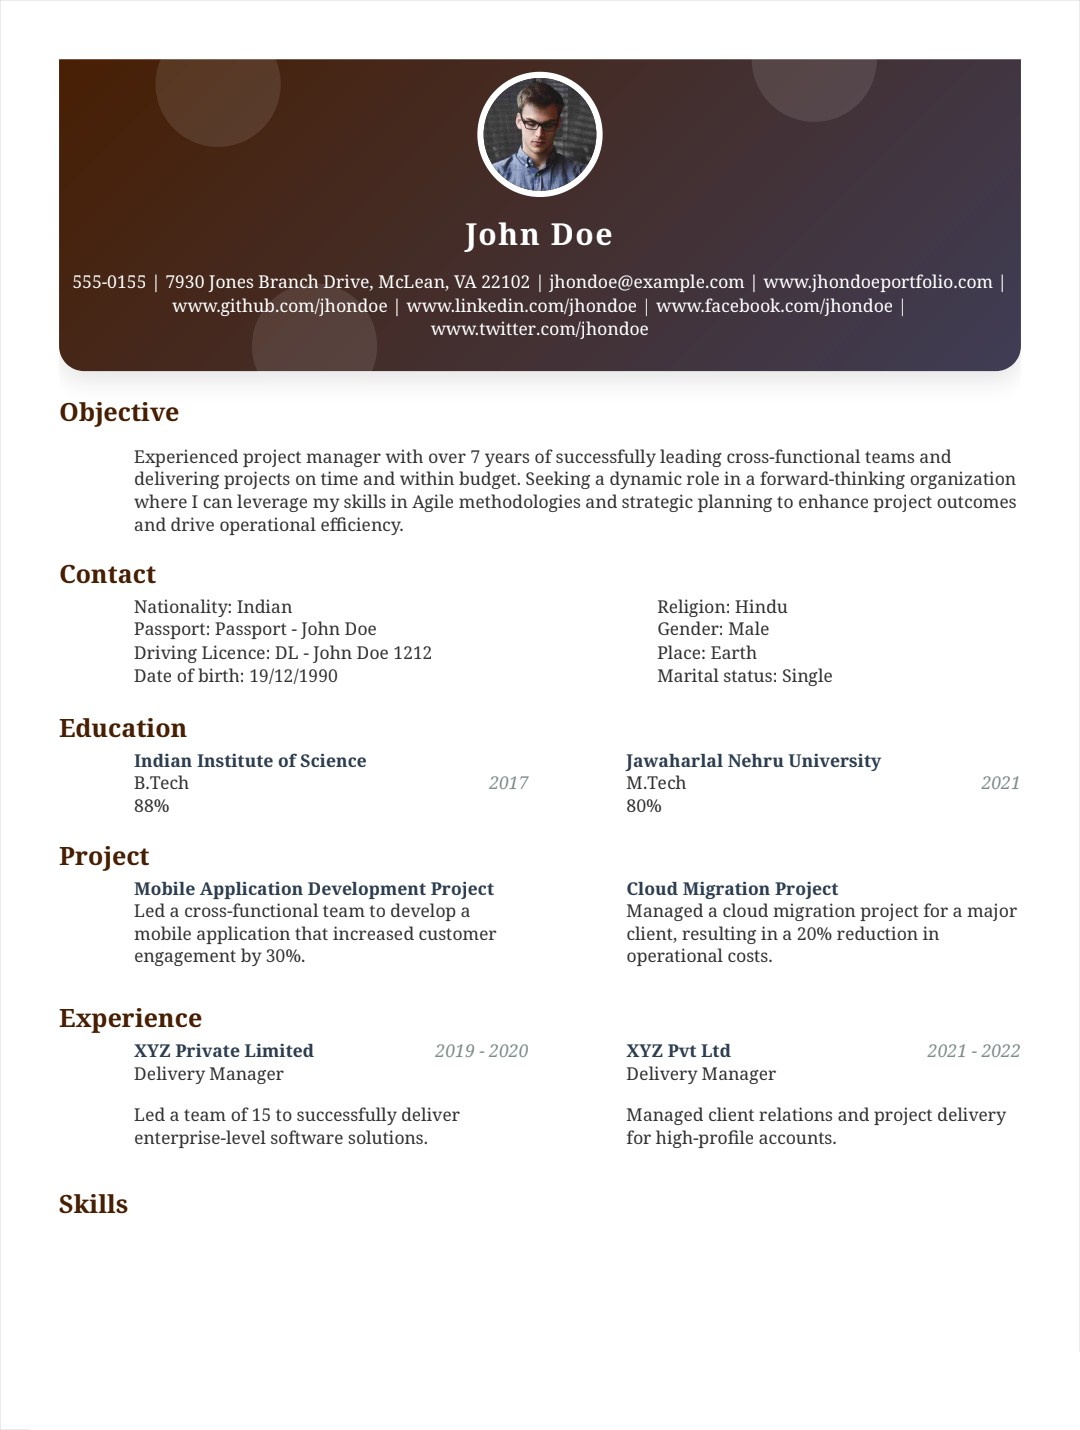 John Doe
555-0155 | 7930 Jones Branch Drive, McLean, VA 22102 | jhondoe@example.com | www.jhondoeportfolio.com |
www.github.com/jhondoe | www.linkedin.com/jhondoe | www.facebook.com/jhondoe |
www.twitter.com/jhondoe
Objective
Experienced project manager with over 7 years of successfully leading cross-functional teams and
delivering projects on time and within budget. Seeking a dynamic role in a forward-thinking organization
where I can leverage my skills in Agile methodologies and strategic planning to enhance project outcomes
and drive operational efficiency.
Contact
Nationality: Indian
Passport: Passport - John Doe
Driving Licence: DL - John Doe 1212
Date of birth: 19/12/1990
Religion: Hindu
Gender: Male
Place: Earth
Marital status: Single
Education
Indian Institute of Science
B.Tech 2017
88%
Jawaharlal Nehru University
M.Tech 2021
80%
Project
Mobile Application Development Project
Led a cross-functional team to develop a
mobile application that increased customer
engagement by 30%.
Cloud Migration Project
Managed a cloud migration project for a major
client, resulting in a 20% reduction in
operational costs.
Experience
XYZ Private Limited 2019 - 2020
Delivery Manager
Led a team of 15 to successfully deliver
enterprise-level software solutions.
XYZ Pvt Ltd 2021 - 2022
Delivery Manager
Managed client relations and project delivery
for high-profile accounts.
Skills